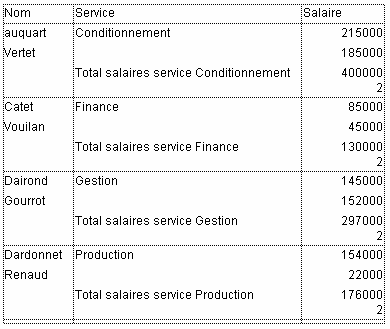 Nom Service Salaire
auquart Conditionnement 215000
Vertet 185000
Total salaires service Conditionnement 400000
2
Catet Finance 85000
Vouilan 45000
Total salaires service Finance 130000
2
Dairond Gestion 145000
Gourrot 152000
Total salaires service Gestion 297000
2
Dardonnet Production 154000
Renaud 22000
Total salaires service Production 176000
2